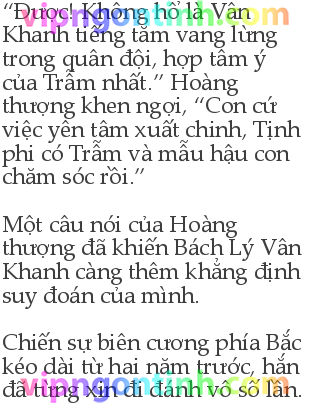 “Được! Không hổ là Vân
Khanh tiếng tăm vang lừng
trong quân đội, hợp tâm ý
của Trẫm nhất.” Hoàng
thượng khen ngợi, “Con cứ
việc yên tâm xuất chinh, Tịnh
phi có Trẫm và mẫu hậu con
chăm sóc rồi.”
Một câu nói của Hoàng
thượng đã khiến Bách Lý Vân
Khanh càng thêm khẳng định
suy đoán của mình.
Chiến sự biên cương phía Bắc
kéo dài từ hai năm trước, hắn
đã từng xin đi đánh vô số lần.
vipngontinh.com
vipngontinh.com